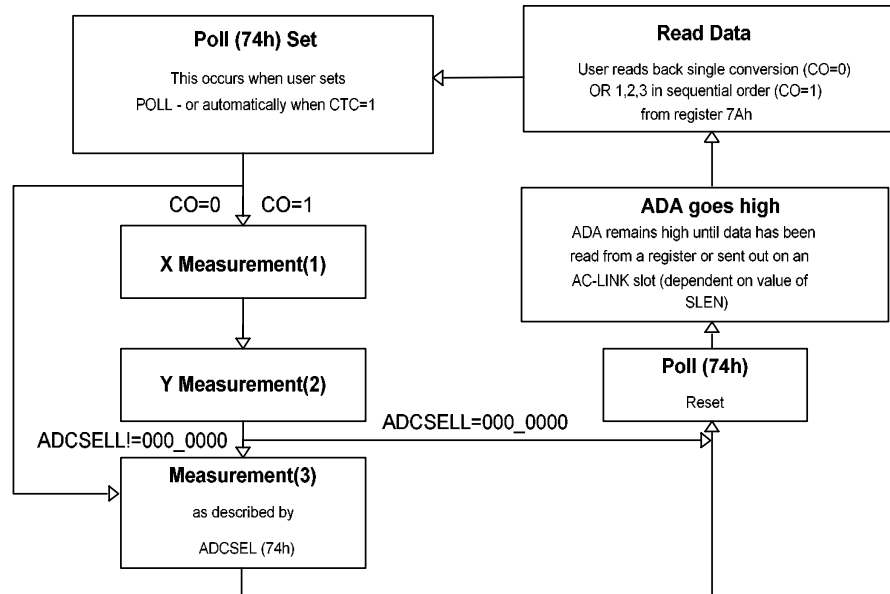 Poll (74h) Set
This occurs when user sets
POLL - or automatically when CTC=1
CO=0
CO=1
X Measurement(1)
Y Measurement(2)
ADCSELL!=000_0000
ADCSELL=000_0000
Measurement(3)
as described by
ADCSEL (74h)
Poll (74h)
Reset
ADA goes high
ADA remains high until data has been
read from a register or sent out on an
AC-LINK slot (dependent on value of
SLEN)
Read Data
User reads back single conversion (CO=0)
OR 1,2,3 in sequential order (CO=1)
from register 7Ah